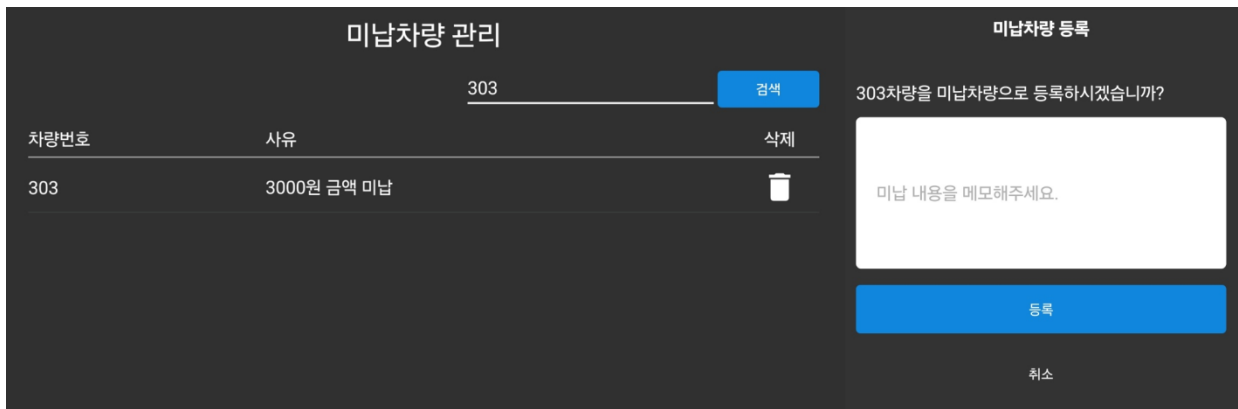 미납차량 관리
303
검색
차량번호 사유 삭제
303 3000원 금액 미납
미납차량 등록
303차량을 미납차량으로 등록하시겠습니까?
미납 내용을 메모해주세요.
등록
취소